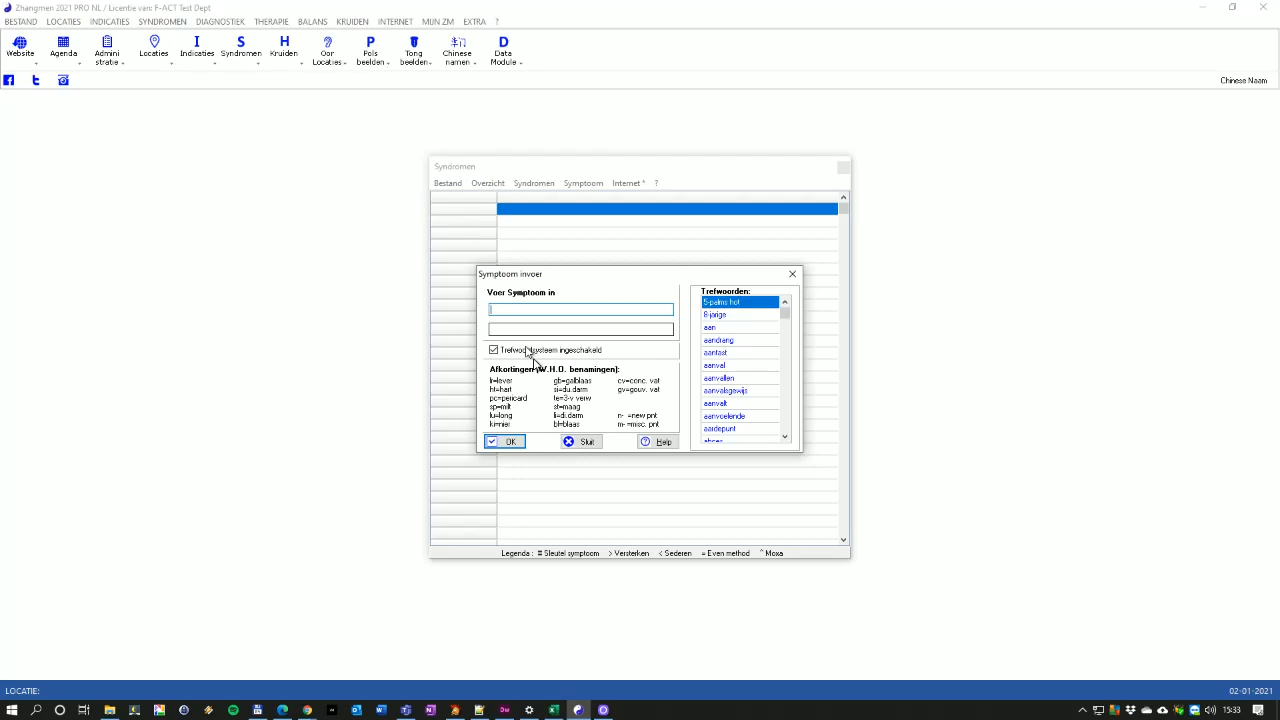 Zhangmen 2021 PRO NL / Licentie van: F-ACT Test Dept
BESTAND LOCATIES INDICATIES SYNDROMEN DIAGNOSTIEK THERAPIE BALANS KRUIDEN INTERNET MIJN ZM EXTRA ?
Website Agenda Admini stratie Locaties Indicaties Syndromen Kruiden Oor Locaties Pols beelden Tong beelden Chinese namen Data Module
Chinese Naam
Syndromen
Bestand Overzicht Syndromen Symptoom Internet * ?
Symptoom invoer
Voer Symptoom in
Trefwoordsysteem ingeschakeld
Afkortingen (W.H.O. benamingen):
lr=lever gb=galblaas cv=conc. vat
ht=hart si=du.darm gv=gouv. vat
pc=pericard te=3-v verw
sp=milt st=maag
lu=long li=di.darm n- =new pnt
ki=nier bl=blaas m- =misc. pnt
OK Sluit Help
Trefwoorden:
5-palms hot
8-jarige
aan
aandrang
aantast
aanval
aanvallen
aanvalsgewijs
aanvalt
aanvoelende
aardepunt
abces
Legenda : # Sleutel symptoom > Versterken < Sederen = Even method ^ Moxa
LOCATIE: 02-01-2021
15:33